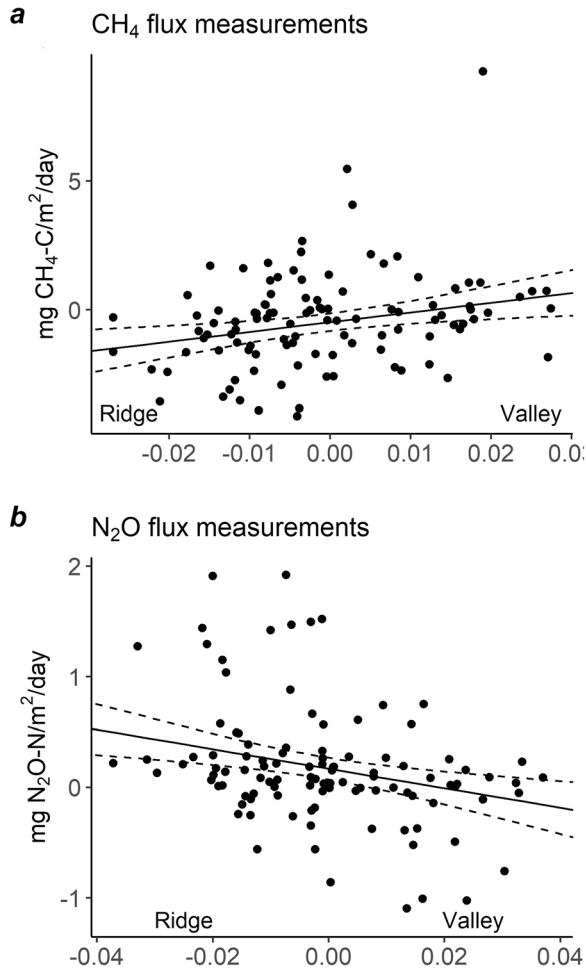 a
CH₄ flux measurements
mg CH₄-C/m²/day
5
0
Ridge
Valley
-0.02 -0.01 0.00 0.01 0.02 0.0
b
N₂O flux measurements
mg N₂O-N/m²/day
2
1
0
-1
Ridge
Valley
-0.04 -0.02 0.00 0.02 0.04